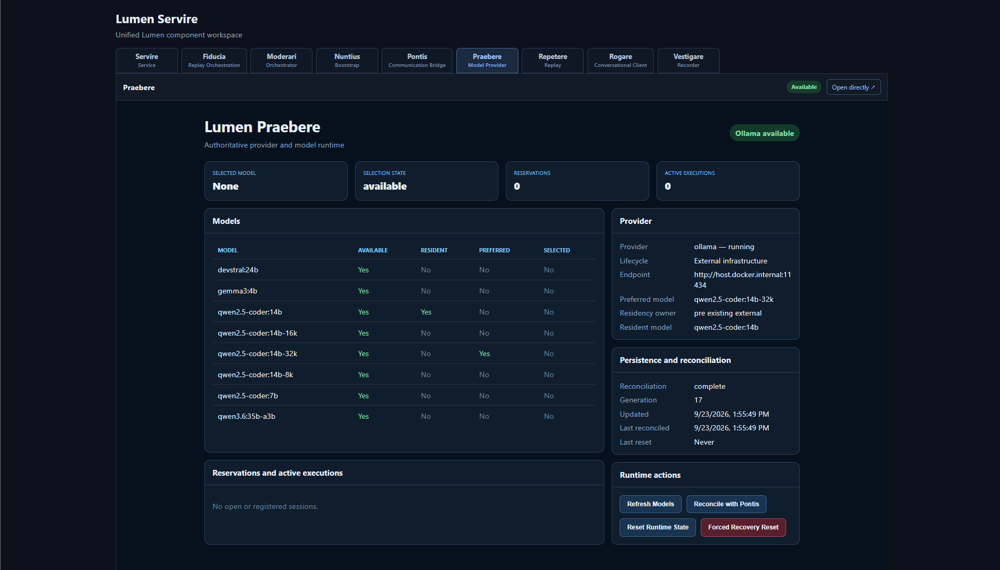 Lumen Servire
Unified Lumen component workspace
Servire
Service
Fiducia
Replay Orchestration
Moderari
Orchestrator
Nuntius
Bootstrap
Pontis
Communication Bridge
Praebere
Model Provider
Repetere
Replay
Rogare
Conversational Client
Vestigare
Recorder
Praebere
Available
Open directly ↗
Lumen Praebere
Authoritative provider and model runtime
Ollama available
SELECTED MODEL
None
SELECTION STATE
available
RESERVATIONS
0
ACTIVE EXECUTIONS
0
Models
MODEL AVAILABLE RESIDENT PREFERRED SELECTED
devstral:24b Yes No No No
gemma3:4b Yes No No No
qwen2.5-coder:14b Yes Yes No No
qwen2.5-coder:14b-16k Yes No No No
qwen2.5-coder:14b-32k Yes No Yes No
qwen2.5-coder:14b-8k Yes No No No
qwen2.5-coder:7b Yes No No No
qwen3.6:35b-a3b Yes No No No
Reservations and active executions
No open or registered sessions.
Provider
Provider ollama — running
Lifecycle External infrastructure
Endpoint http://host.docker.internal:11
434
Preferred model qwen2.5-coder:14b-32k
Residency owner pre existing external
Resident model qwen2.5-coder:14b
Persistence and reconciliation
Reconciliation complete
Generation 17
Updated 9/23/2026, 1:55:49 PM
Last reconciled 9/23/2026, 1:55:49 PM
Last reset Never
Runtime actions
Refresh Models
Reconcile with Pontis
Reset Runtime State
Forced Recovery Reset